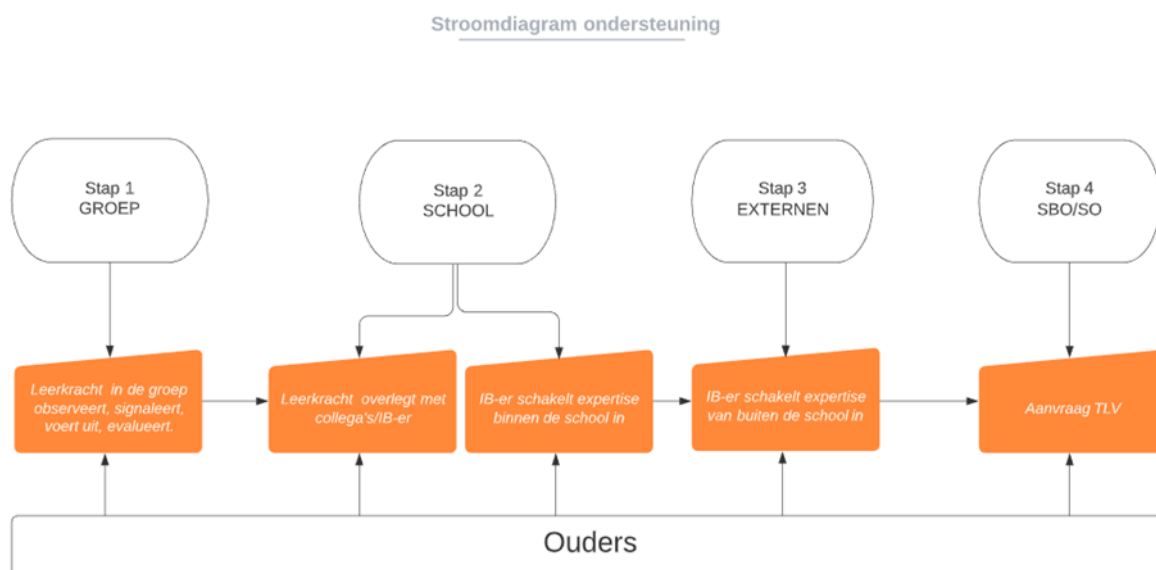 Stroomdiagram ondersteuning
Stap 1
GROEP
Stap 2
SCHOOL
Stap 3
EXTERNEN
Stap 4
SBO/SO
Leerkracht in de groep
observeert, signaleert,
voert uit, evalueert.
Leerkracht overlegt met
collega's/IB-er
IB-er schakelt expertise
binnen de school in
IB-er schakelt expertise
van buiten de school in
Aanvraag TLV
Ouders